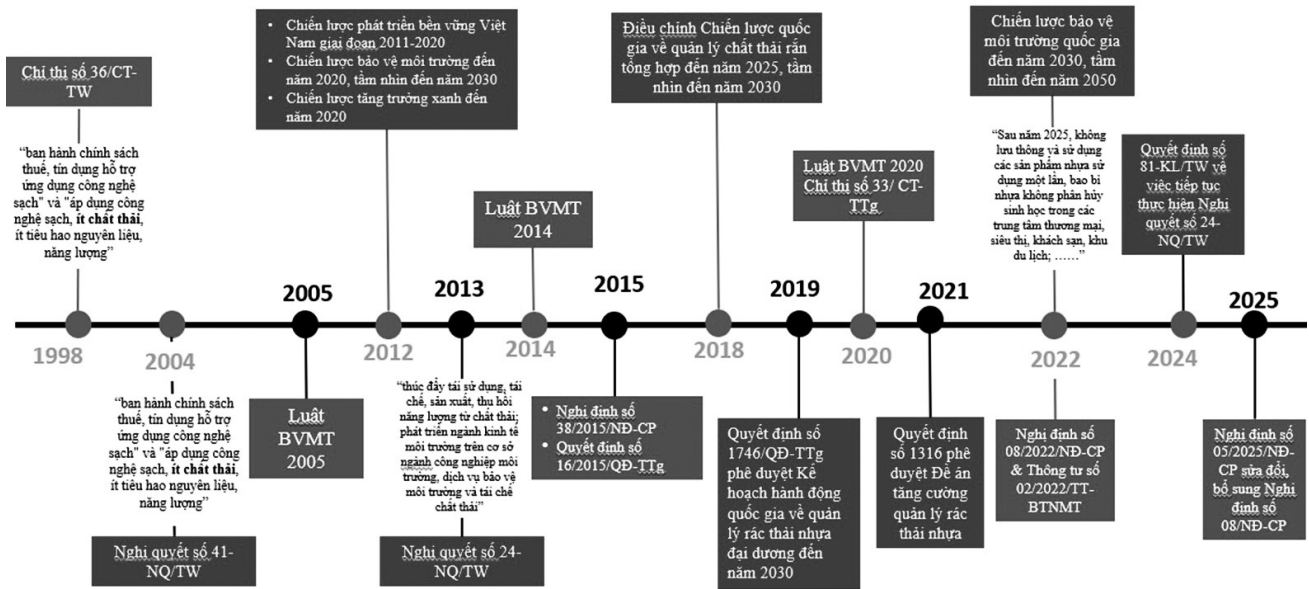 Chỉ thị số 36/CT-
TW
“ban hành chính sách
thuế, tín dụng hỗ trợ
ứng dụng công nghệ
sạch" và "áp dụng công
nghệ sạch, ít chất thải,
ít tiêu hao nguyên liệu,
năng lượng”
• Chiến lược phát triển bền vững Việt
Nam giai đoạn 2011-2020
• Chiến lược bảo vệ môi trường đến
năm 2020, tầm nhìn đến năm 2030
• Chiến lược tăng trưởng xanh đến
năm 2020
Luật BVMT
2014
Điều chỉnh Chiến lược quốc
gia về quản lý chất thải rắn
tổng hợp đến năm 2025, tầm
nhìn đến năm 2030
Luật BVMT 2020
Chỉ thị số 33/ CT-
TTg
Chiến lược bảo vệ
môi trường quốc gia
đến năm 2030, tầm
nhìn đến năm 2050
“Sau năm 2025, không
lưu thông và sử dụng
các sản phẩm nhựa sử
dụng một lần, bao bì
nhựa không phân hủy
sinh học trong các
trung tâm thương mại,
siêu thị, khách sạn, khu
du lịch; ……”
Quyết định số
81-KL/TW về
việc tiếp tục
thực hiện Nghị
quyết số 24-
NQ/TW
2005
2013
2015
2019
2021
2025
1998
2004
2012
2014
2018
2020
2022
2024
“ban hành chính sách
thuế, tín dụng hỗ trợ
ứng dụng công nghệ
sạch" và "áp dụng công
nghệ sạch, ít chất thải,
ít tiêu hao nguyên liệu,
năng lượng”
Nghị quyết số 41-
NQ/TW
Luật
BVMT
2005
“thúc đẩy tái sử dụng, tái
chế, sản xuất, thu hồi
năng lượng từ chất thải;
phát triển ngành kinh tế
môi trường trên cơ sở
ngành công nghiệp môi
trường, dịch vụ bảo vệ
môi trường và tái chế
chất thải”
Nghị quyết số 24-
NQ/TW
• Nghị định số
38/2015/NĐ-CP
• Quyết định số
16/2015/QĐ-TTg
Quyết định số
1746/QĐ-TTg
phê duyệt Kế
hoạch hành động
quốc gia về quản
lý rác thải nhựa
đại dương đến
năm 2030
Quyết định
số 1316 phê
duyệt Đề án
tăng cường
quản lý rác
thải nhựa
Nghị định số
08/2022/NĐ-CP
& Thông tư số
02/2022/TT-
BTNMT
Nghị định số
05/2025/NĐ-
CP sửa đổi,
bổ sung Nghị
định số
08/NĐ-CP